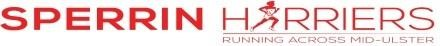 SPERRIN HARRIERS
RUNNING ACROSS MID-ULSTER